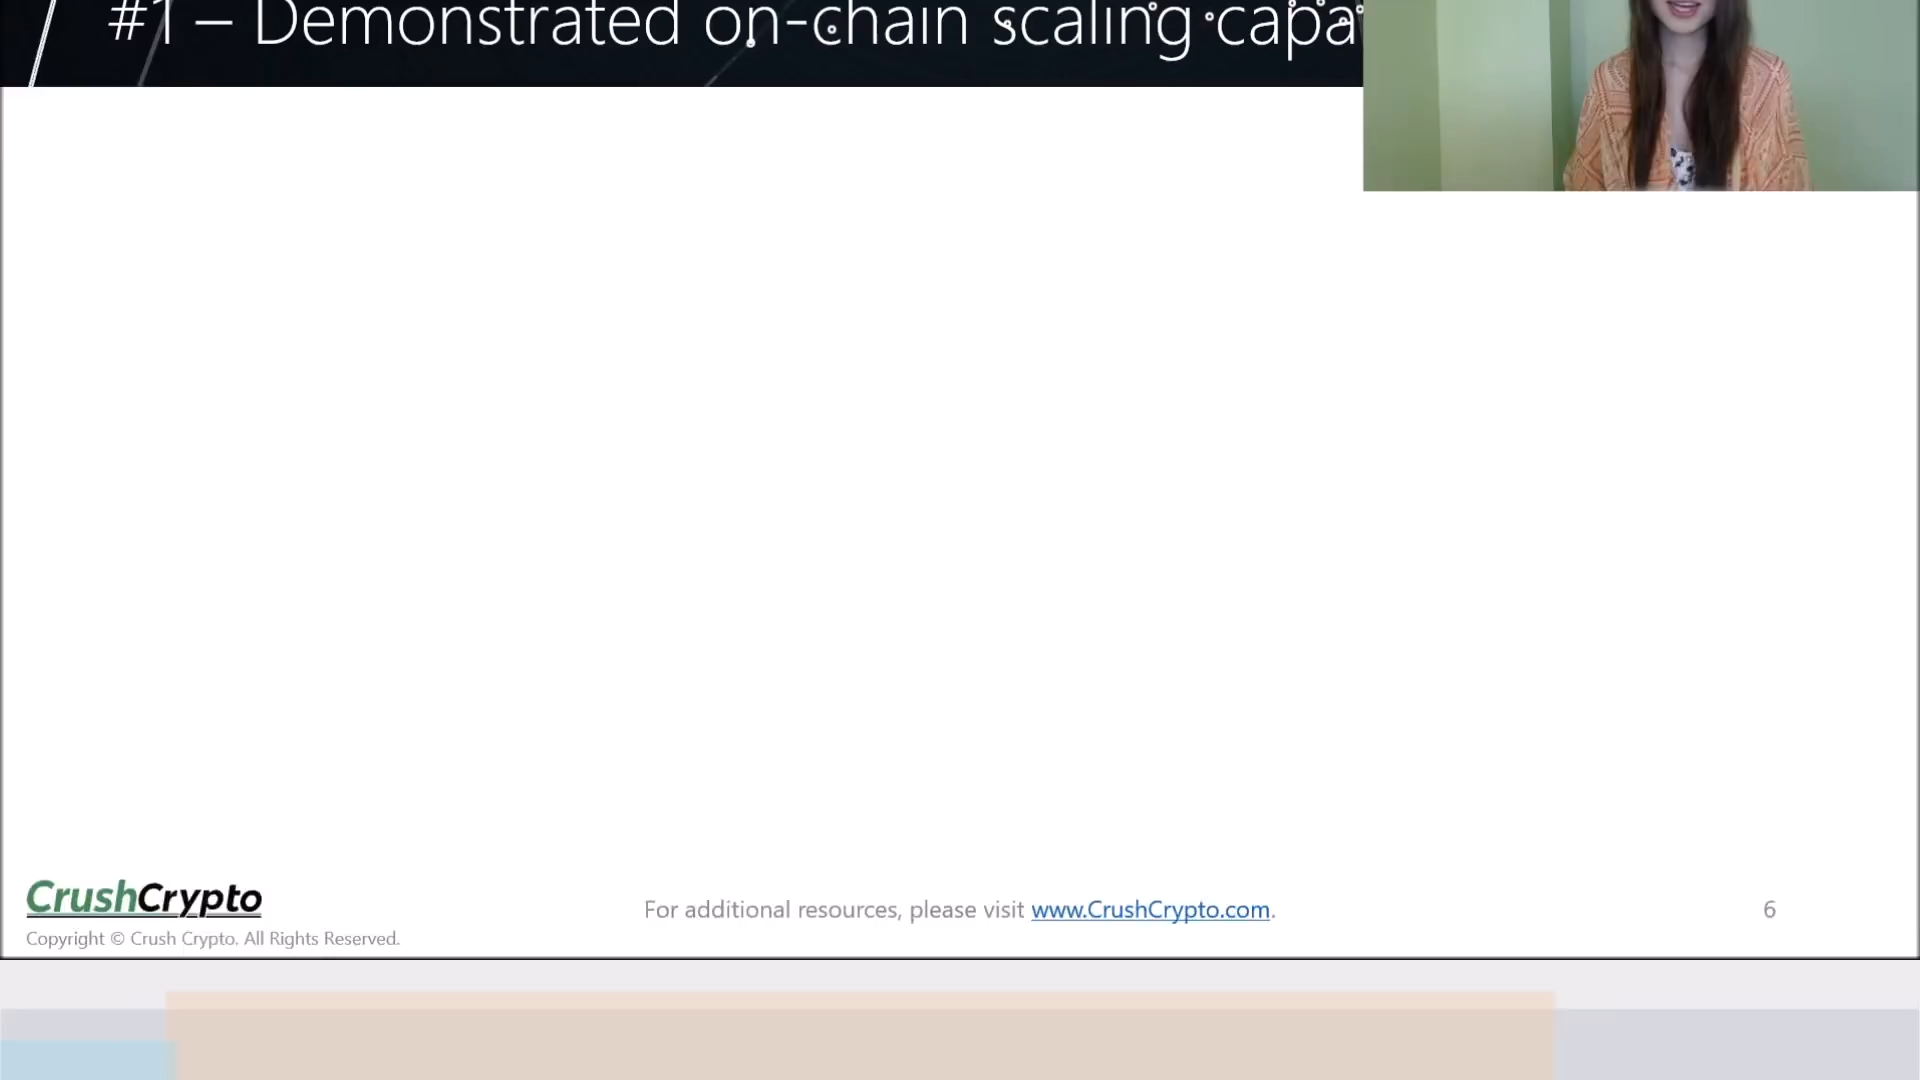 #1 – Demonstrated on-chain scaling capa
CrushCrypto
For additional resources, please visit www.CrushCrypto.com.
6
Copyright © Crush Crypto. All Rights Reserved.